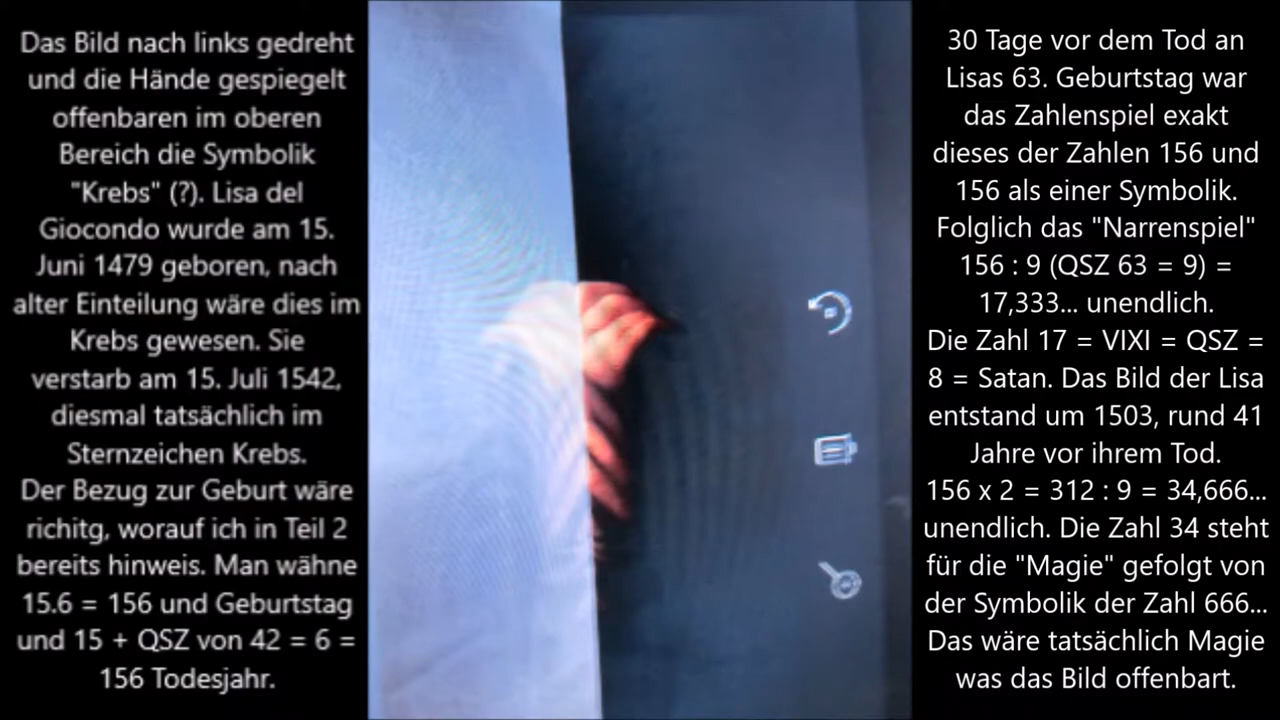 Das Bild nach links gedreht
und die Hände gespiegelt
offenbaren im oberen
Bereich die Symbolik
"Krebs" (?). Lisa del
Giocondo wurde am 15.
Juni 1479 geboren, nach
alter Einteilung wäre dies im
Krebs gewesen. Sie
verstarb am 15. Juli 1542,
diesmal tatsächlich im
Sternzeichen Krebs.
Der Bezug zur Geburt wäre
richitg, worauf ich in Teil 2
bereits hinweis. Man wähne
15.6 = 156 und Geburtstag
und 15 + QSZ von 42 = 6 =
156 Todesjahr.
30 Tage vor dem Tod an
Lisas 63. Geburtstag war
das Zahlenspiel exakt
dieses der Zahlen 156 und
156 als einer Symbolik.
Folglich das "Narrenspiel"
156 : 9 (QSZ 63 = 9) =
17,333... unendlich.
Die Zahl 17 = VIXI = QSZ =
8 = Satan. Das Bild der Lisa
entstand um 1503, rund 41
Jahre vor ihrem Tod.
156 x 2 = 312 : 9 = 34,666...
unendlich. Die Zahl 34 steht
für die "Magie" gefolgt von
der Symbolik der Zahl 666...
Das wäre tatsächlich Magie
was das Bild offenbart.